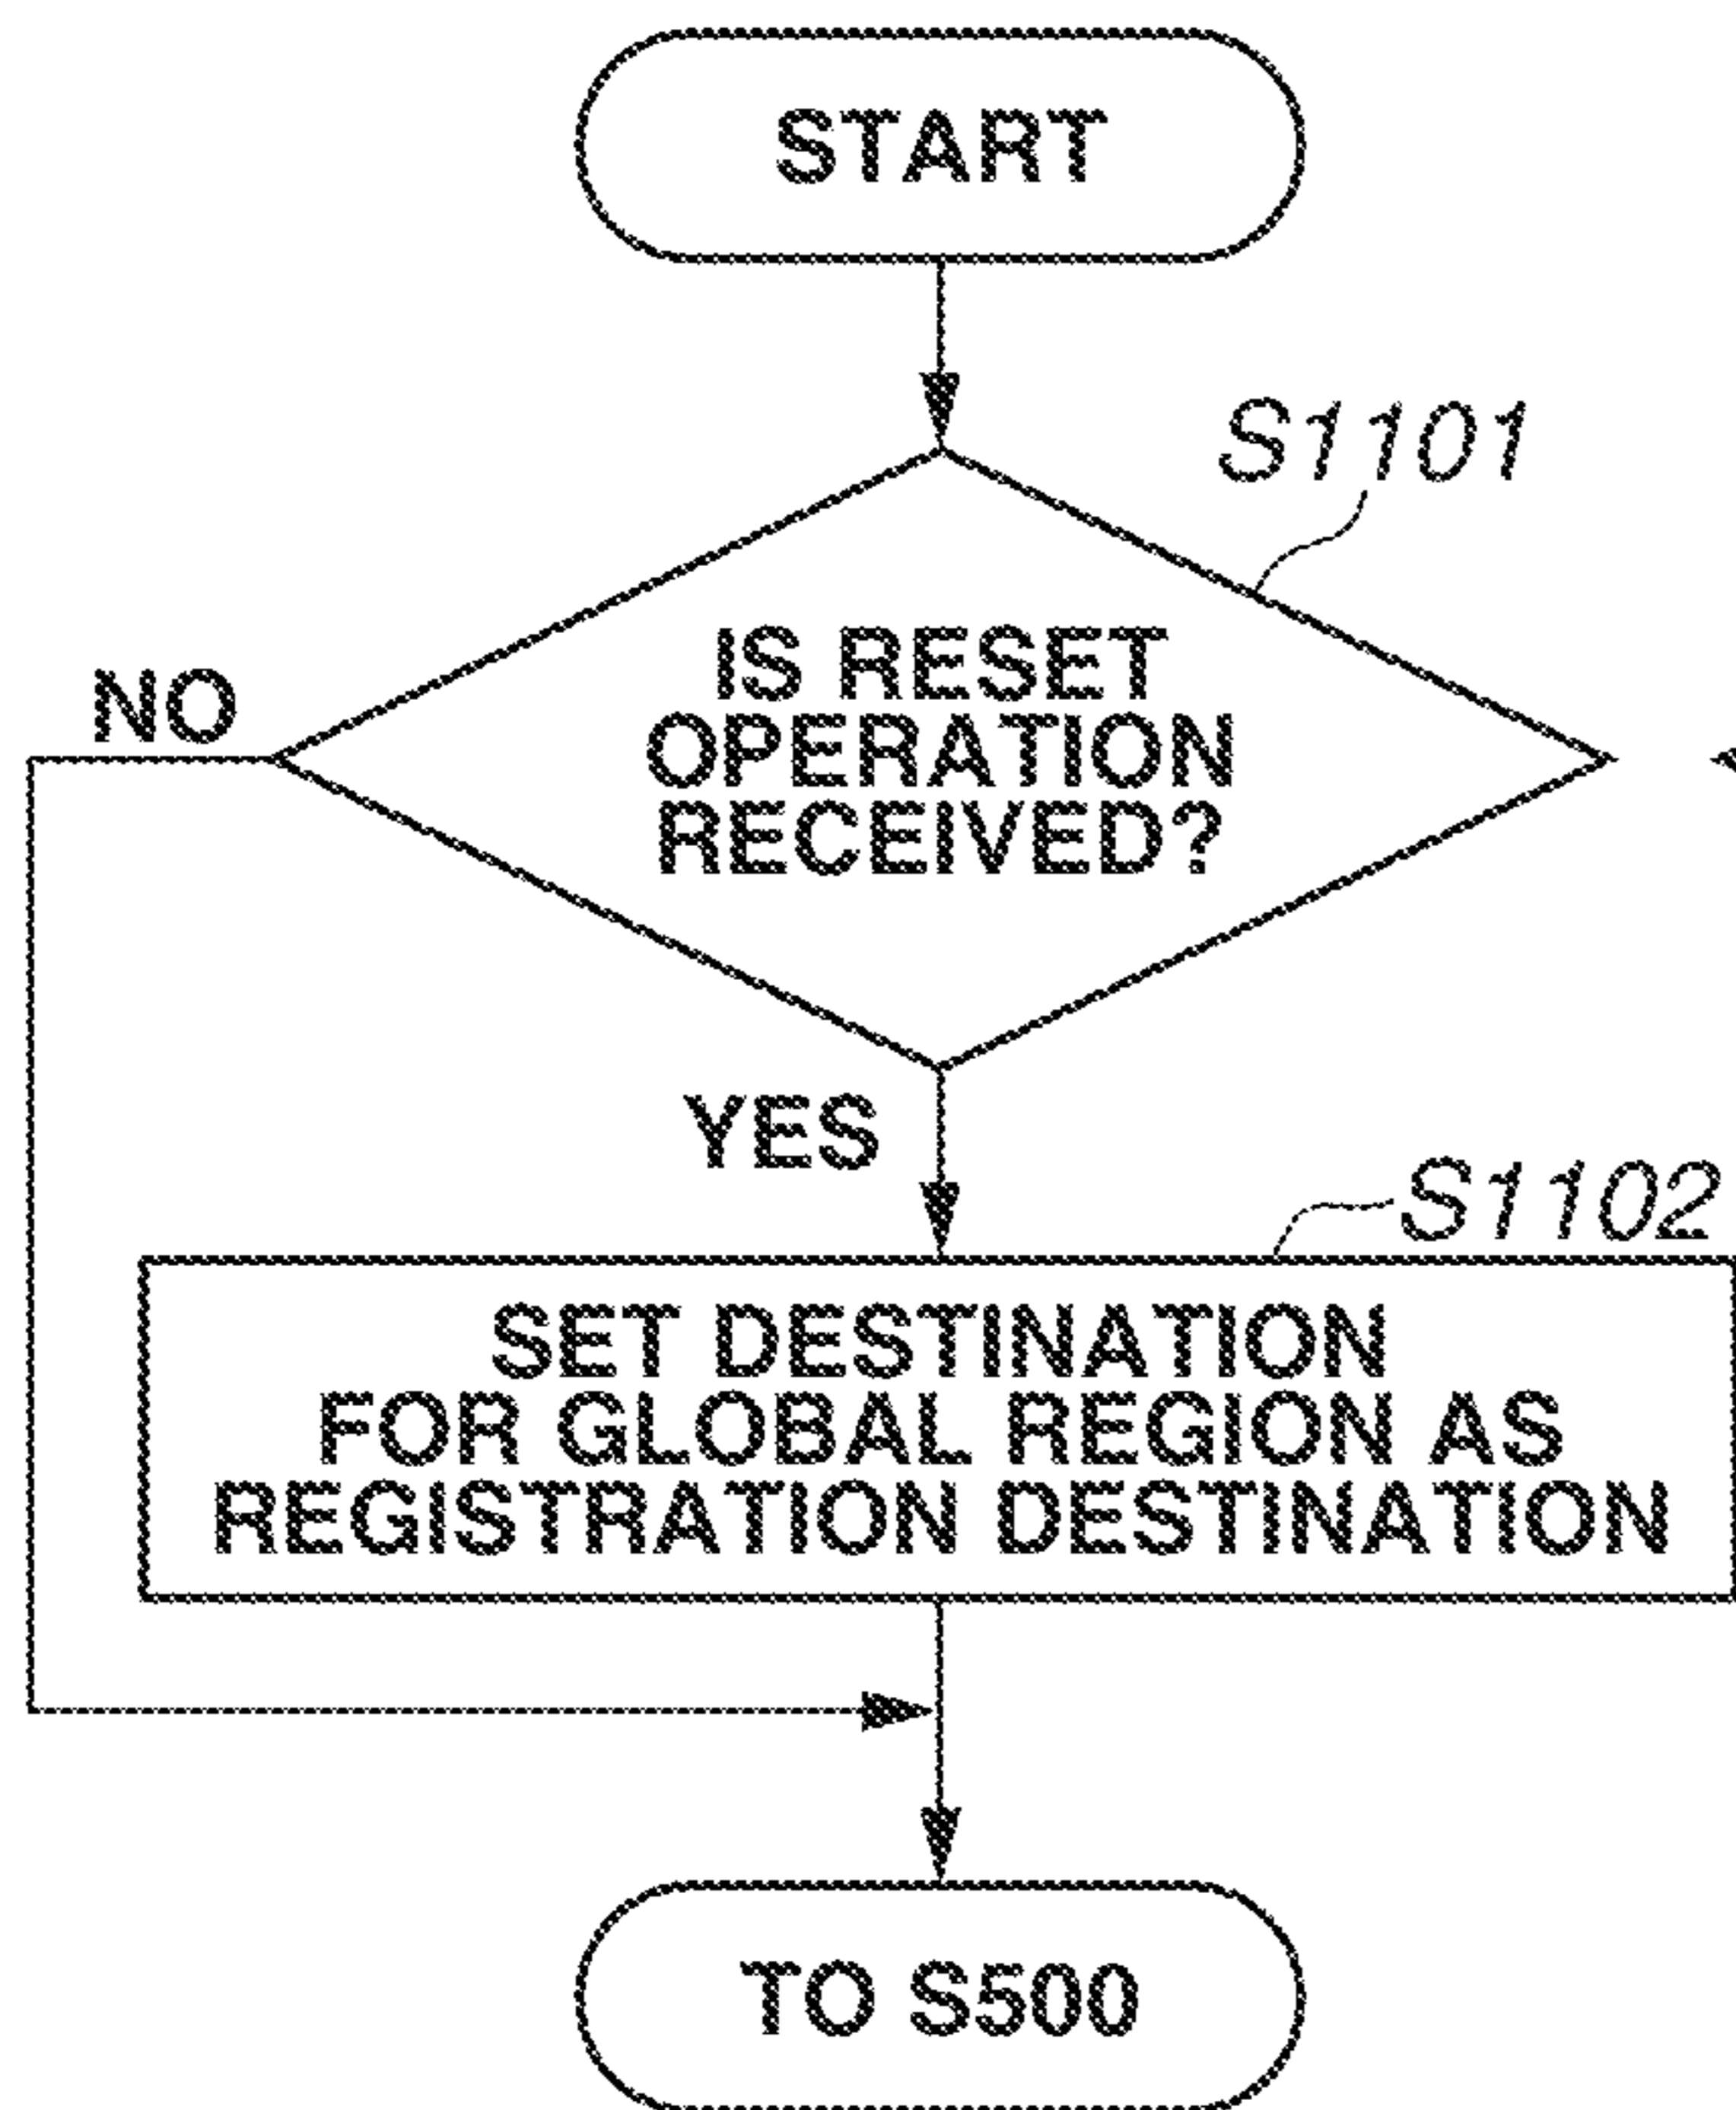 START
S1101
IS RESET
OPERATION
RECEIVED?
NO
YES
S1102
SET DESTINATION
FOR GLOBAL REGION AS
REGISTRATION DESTINATION
TO S500